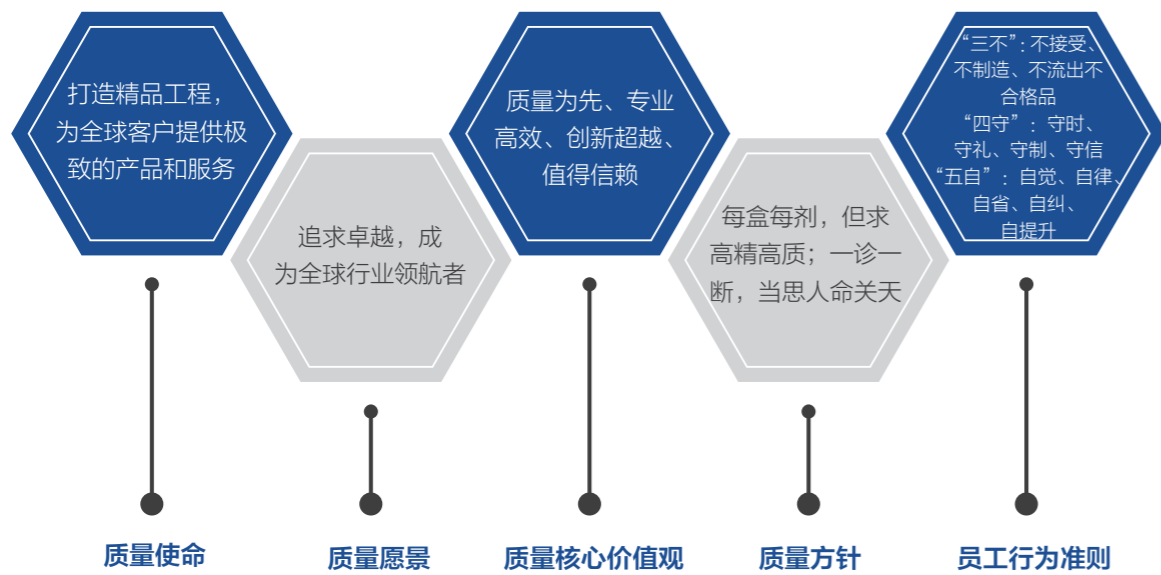 打造精品工程，
为全球客户提供极
致的产品和服务
追求卓越，成
为全球行业领航者
质量为先、专业
高效、创新超越、
值得信赖
每盒每剂，但求
高精高质；一诊一
断，当思人命关天
“三不”：不接受、
不制造、不流出不
合格品
“四守”：守时、
守礼、守制、守信
“五自”：自觉、自律、
自省、自纠、
自提升
质量使命
质量愿景
质量核心价值观
质量方针
员工行为准则